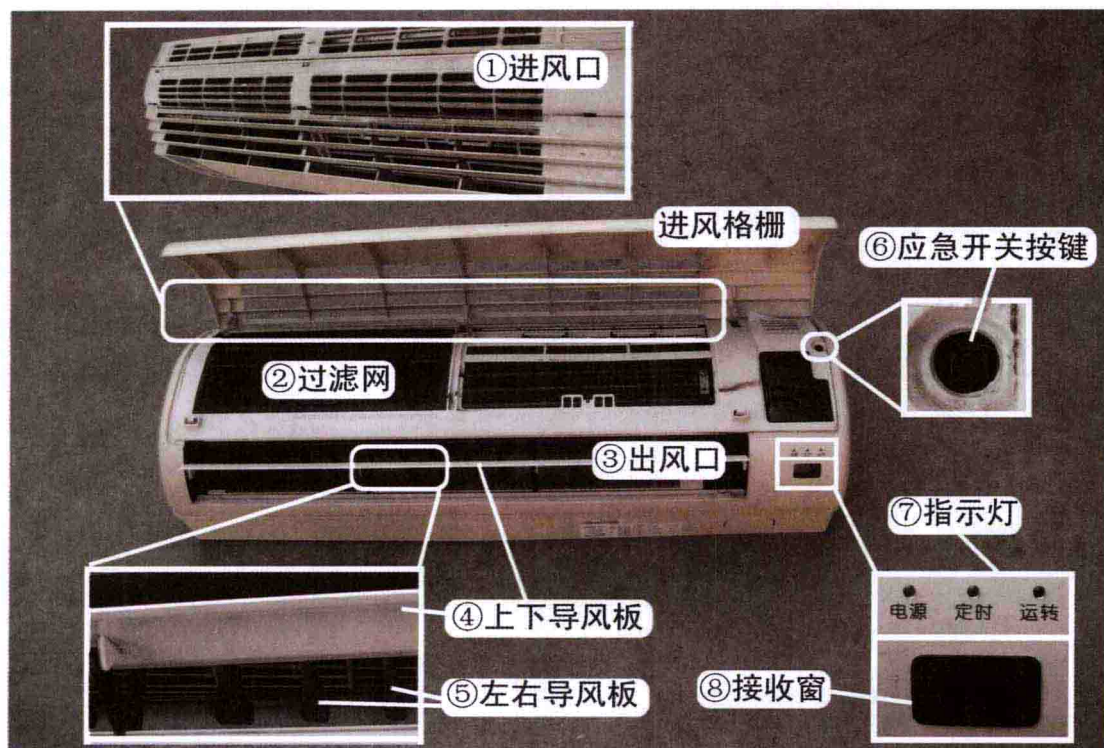 ①进风口
进风格栅
⑥应急开关按键
②过滤网
③出风口
⑦指示灯
电源 定时 运转
④上下导风板
⑤左右导风板
⑧接收窗